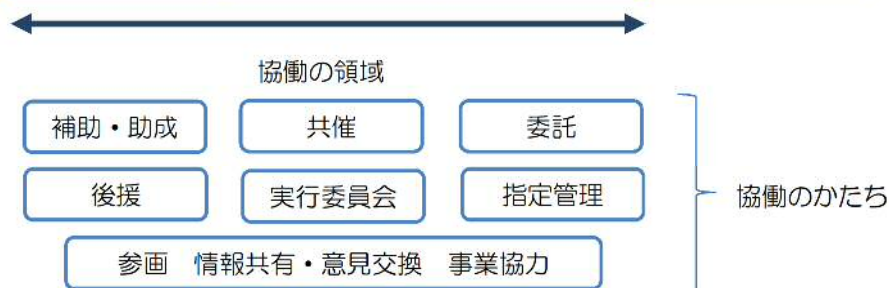 協働の領域
補助・助成　共催　委託
後援　実行委員会　指定管理
協働のかたち
参画　情報共有・意見交換　事業協力